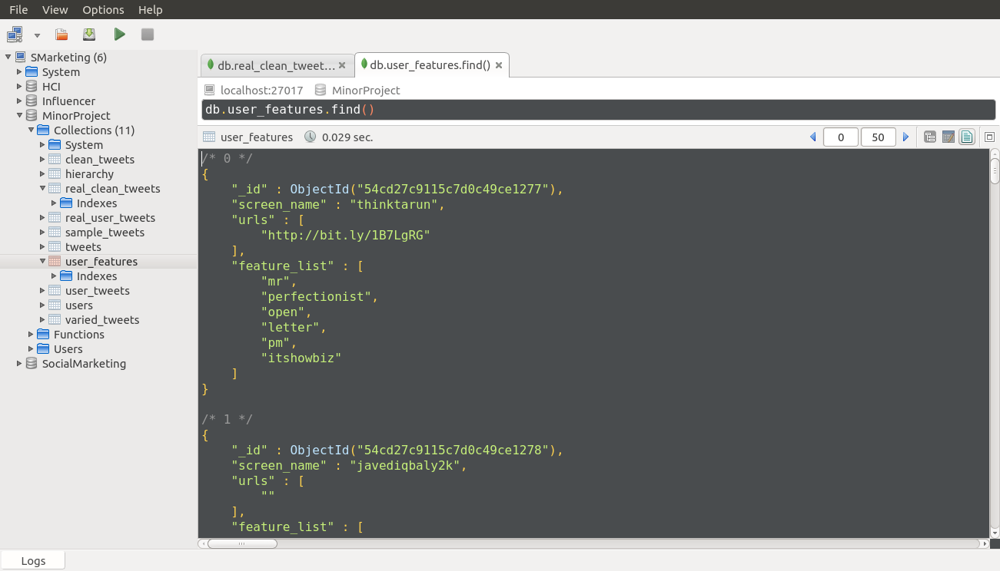 File View Options Help
SMarketing (6)
System
HCI
Influencer
MinorProject
Collections (11)
System
clean_tweets
hierarchy
real_clean_tweets
Indexes
real_user_tweets
sample_tweets
tweets
user_features
Indexes
user_tweets
users
varied_tweets
Functions
Users
SocialMarketing
db.real_clean_tweet... db.user_features.find()
localhost:27017 MinorProject
db.user_features.find()
user_features 0.029 sec. 0 50
/* 0 */
{
    "_id" : ObjectId("54cd27c9115c7d0c49ce1277"),
    "screen_name" : "thinktarun",
    "urls" : [
        "http://bit.ly/1B7LgRG"
    ],
    "feature_list" : [
        "mr",
        "perfectionist",
        "open",
        "letter",
        "pm",
        "itshowbiz"
    ]
}
/* 1 */
{
    "_id" : ObjectId("54cd27c9115c7d0c49ce1278"),
    "screen_name" : "javediqbaly2k",
    "urls" : [
        ""
    ],
    "feature_list" : [
Logs